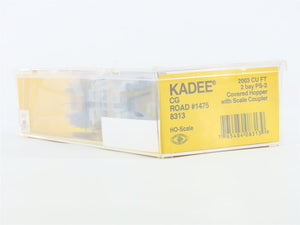 KADEE®
CG
ROAD #1475
8313
HO-Scale
2003 CU FT
2 bay PS-2
Covered Hopper
with Scale Coupler